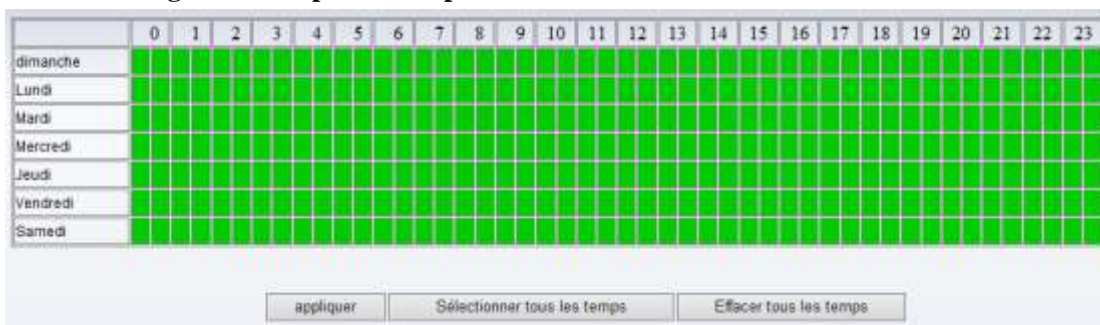 0 1 2 3 4 5 6 7 8 9 10 11 12 13 14 15 16 17 18 19 20 21 22 23
dimanche
Lundi
Mardi
Mercredi
Jeudi
Vendredi
Samedi
appliquer Sélectionner tous les temps Effacer tous les temps